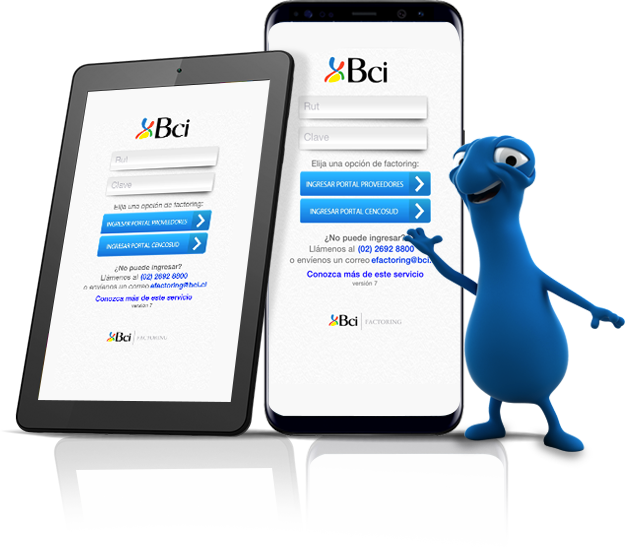 Bci
Rut
Clave
Elija una opción de factoring:
INGRESAR PORTAL PROVEEDORES
INGRESAR PORTAL CENCOSUD
¿No puede ingresar?
Llámenos al (02) 2692 8800
o envíenos un correo efactoring@bci.cl
Conozca más de este servicio
versión 7
Bci FACTORING
Bci
Rut
Clave
Elija una opción de factoring:
INGRESAR PORTAL PROVEEDORES
INGRESAR PORTAL CENCOSUD
¿No puede ingresar?
Llámenos al (02) 2692 8800
o envíenos un correo efactoring@bci.
Conozca más de este servicio
versión 7
Bci FACTORING